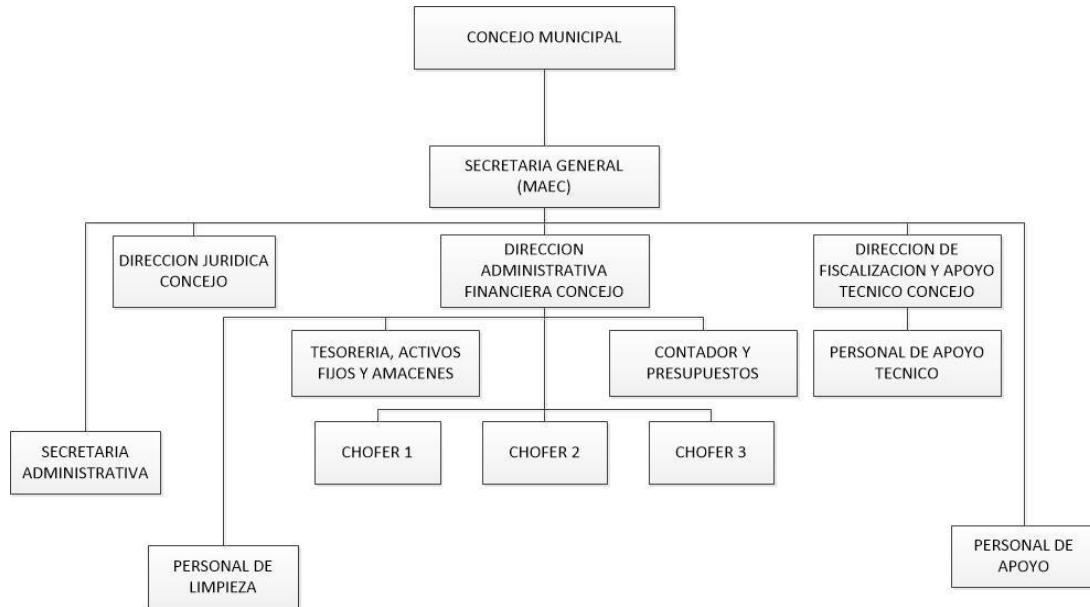 CONCEJO MUNICIPAL
SECRETARIA GENERAL
(MAEC)
DIRECCION JURIDICA
CONCEJO
DIRECCION
ADMINISTRATIVA
FINANCIERA CONCEJO
DIRECCION DE
FISCALIZACION Y APOYO
TECNICO CONCEJO
TESORERIA, ACTIVOS
FIJOS Y AMACENES
CONTADOR Y
PRESUPUESTOS
PERSONAL DE APOYO
TECNICO
SECRETARIA
ADMINISTRATIVA
CHOFER 1
CHOFER 2
CHOFER 3
PERSONAL DE
LIMPIEZA
PERSONAL DE
APOYO